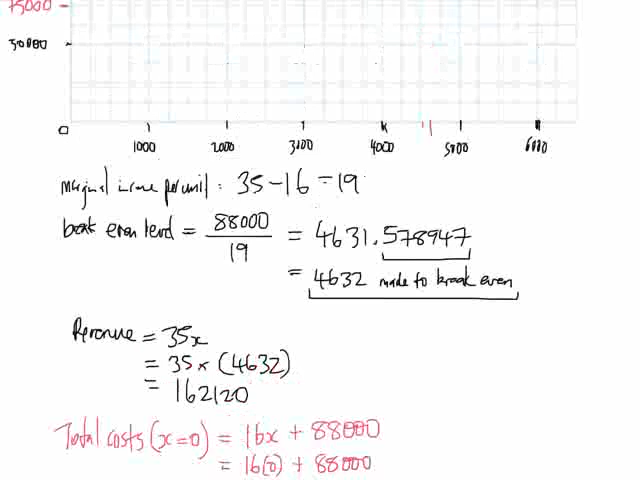 75000
50000
0 1000 2000 3000 4000 5000 6000
Marginal income per unit: 35 - 16 = 19
break even level = 88000 / 19 = 4631.578947
= 4632 made to break even
Revenue = 35x
= 35 x (4632)
= 162120
Total costs (x=0) = 16x + 88000
= 16(0) + 88000